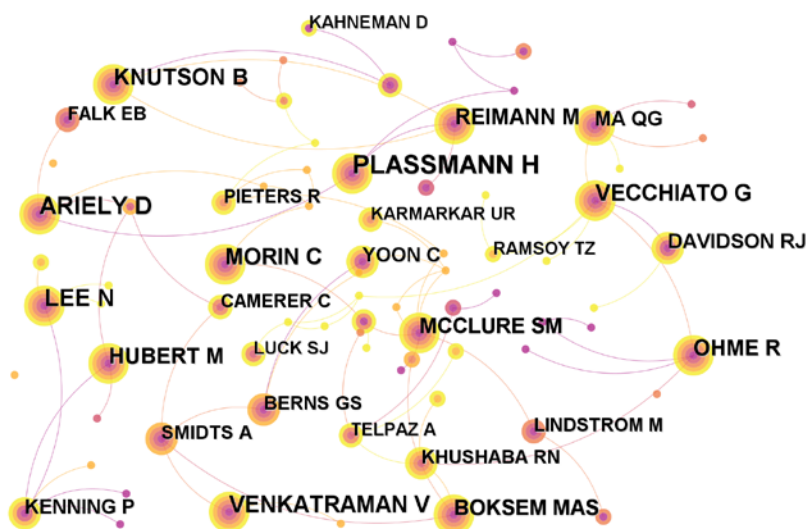 KAHNEMAN D
KNUTSON B
FALK EB
REIMANN M
MA QG
PLASSMANN H
ARIELY D
PIETERS R
VECCHIATO G
KARMARKAR UR
MORIN C
YOON C
RAMSOY TZ
DAVIDSON RJ
LEE N
CAMERER C
MCCLURE SM
HUBERT M
LUCK SJ
OHME R
BERNS GS
SMIDTS A
TELPAZ A
LINDSTROM M
KHUSHABA RN
KENNING P
VENKATRAMAN V
BOKSEM MAS